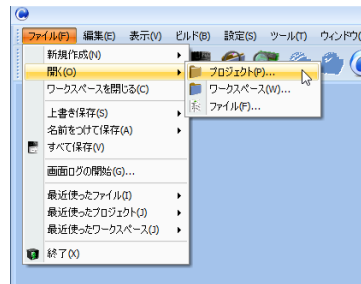 ファイル(F) 編集(E) 表示(V) ビルド(B) 設定(S) ツール(T) ウィンドウ(
新規作成(N)
開く(O)
プロジェクト(P)...
ワークスペース(W)...
ファイル(F)...
ワークスペースを閉じる(C)
上書き保存(S)
名前をつけて保存(A)
すべて保存(V)
画面ログの開始(G)...
最近使ったファイル(I)
最近使ったプロジェクト(J)
最近使ったワークスペース(J)
終了(X)